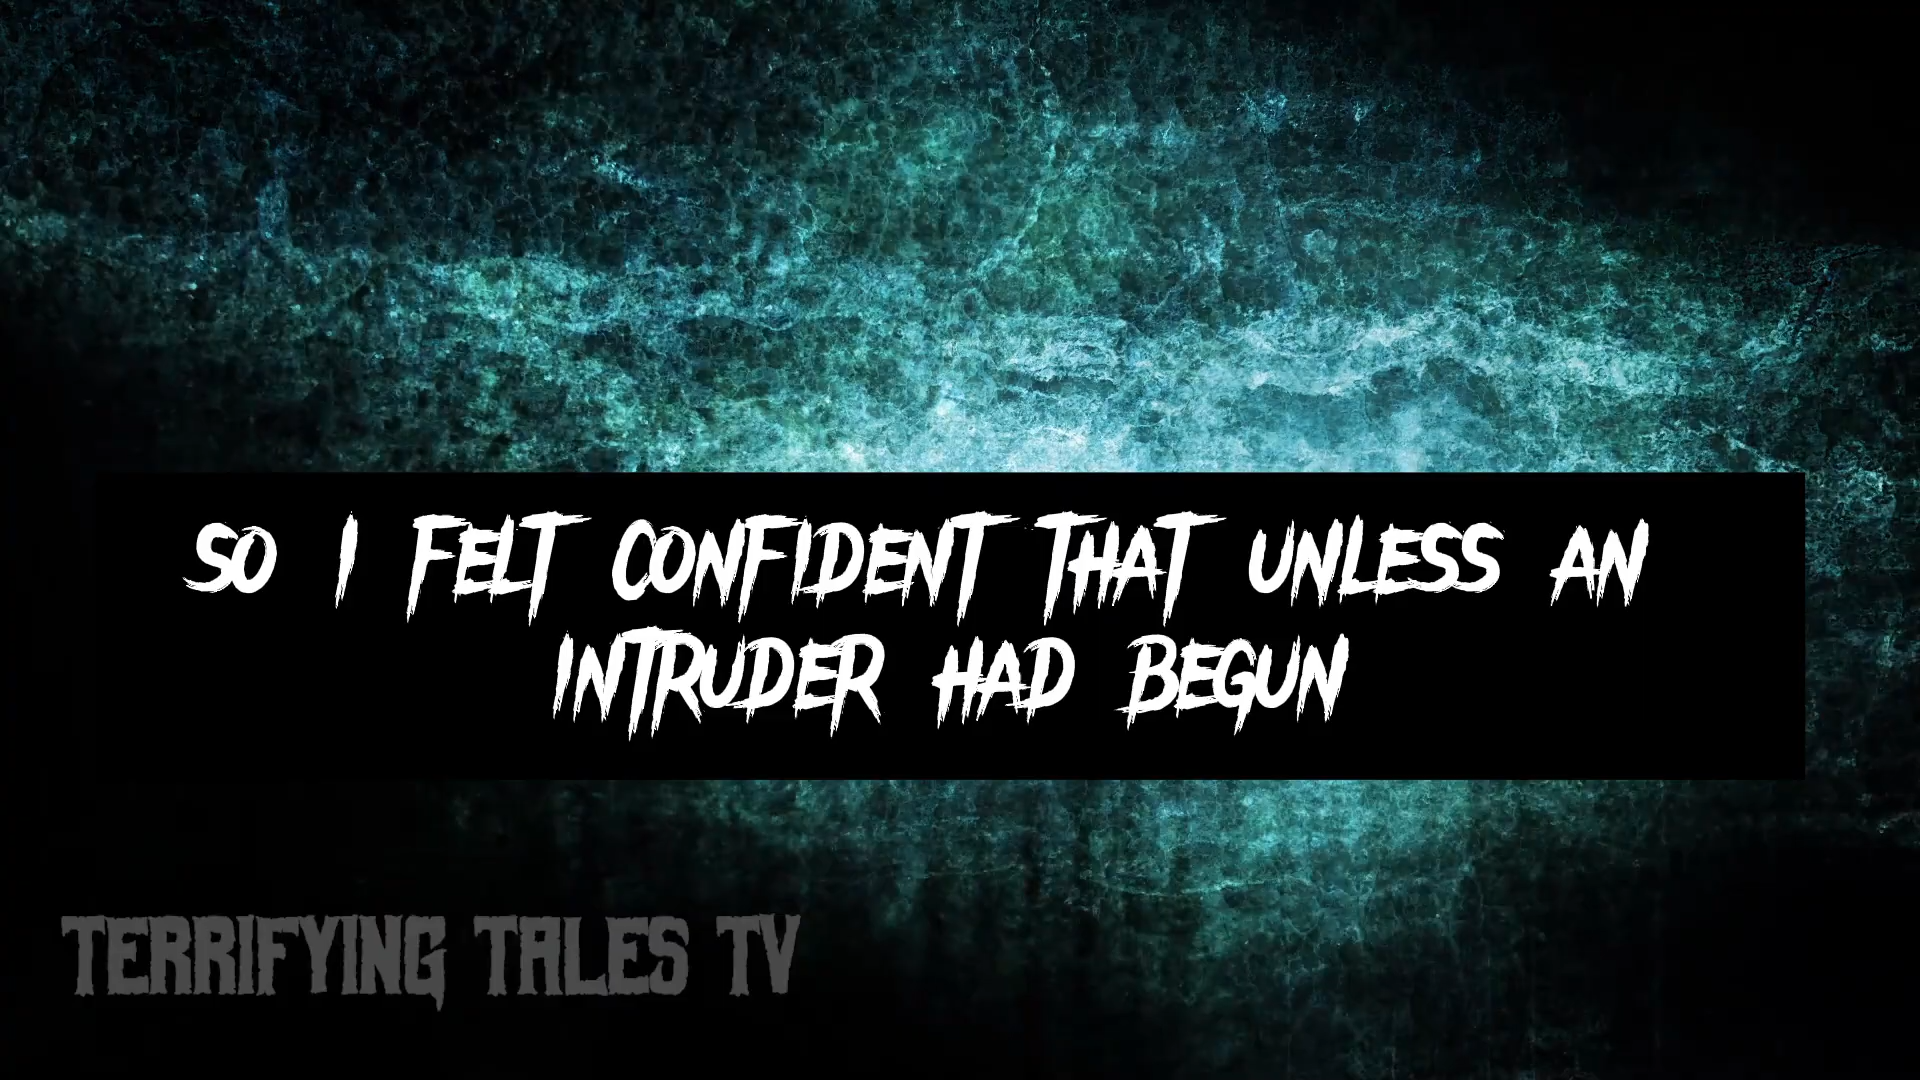 SO I FELT CONFIDENT THAT UNLESS AN
INTRUDER HAD BEGUN
TERRIFYING TALES TV